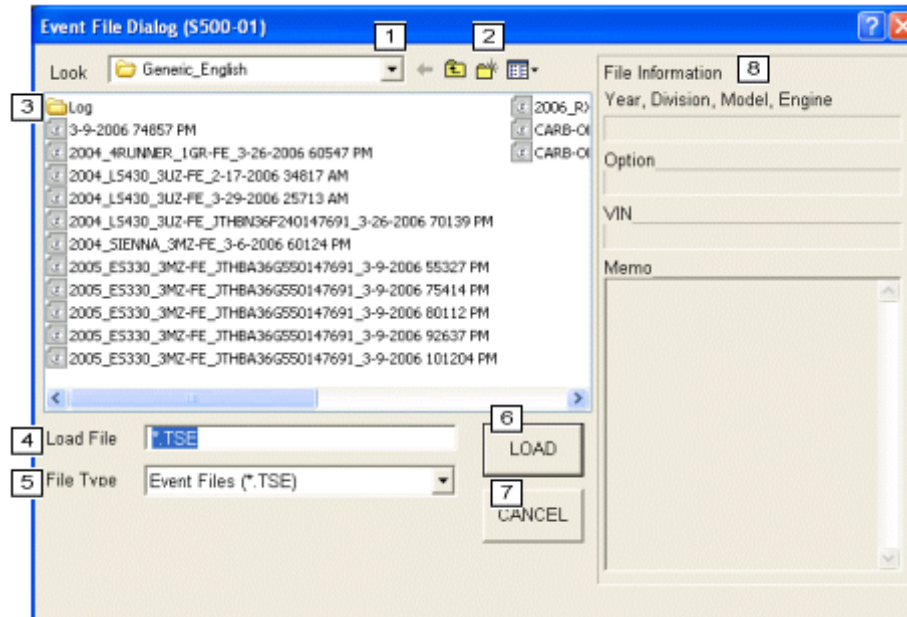 Event File Dialog (S500-01)
1
2
Look Generic_English
8
File Information
3
Log
3-9-2006 74857 PM
2004_4RUNNER_1GR-FE_3-26-2006 60547 PM
2004_LS430_3UZ-FE_2-17-2006 34817 AM
2004_LS430_3UZ-FE_3-29-2006 25713 AM
2004_LS430_3UZ-FE_JTHBN36F240147691_3-26-2006 70139 PM
2004_SIENNA_3MZ-FE_3-6-2006 60124 PM
2005_ES330_3MZ-FE_JTHBA36G550147691_3-9-2006 55327 PM
2005_ES330_3MZ-FE_JTHBA36G550147691_3-9-2006 75414 PM
2005_ES330_3MZ-FE_JTHBA36G550147691_3-9-2006 80112 PM
2005_ES330_3MZ-FE_JTHBA36G550147691_3-9-2006 92637 PM
2005_ES330_3MZ-FE_JTHBA36G550147691_3-9-2006 101204 PM
2006_RX
CARB-OB
CARB-OB
Year, Division, Model, Engine
Option
VIN
Memo
4
Load File *.TSE
5
File Type Event Files (*.TSE)
6
LOAD
7
CANCEL